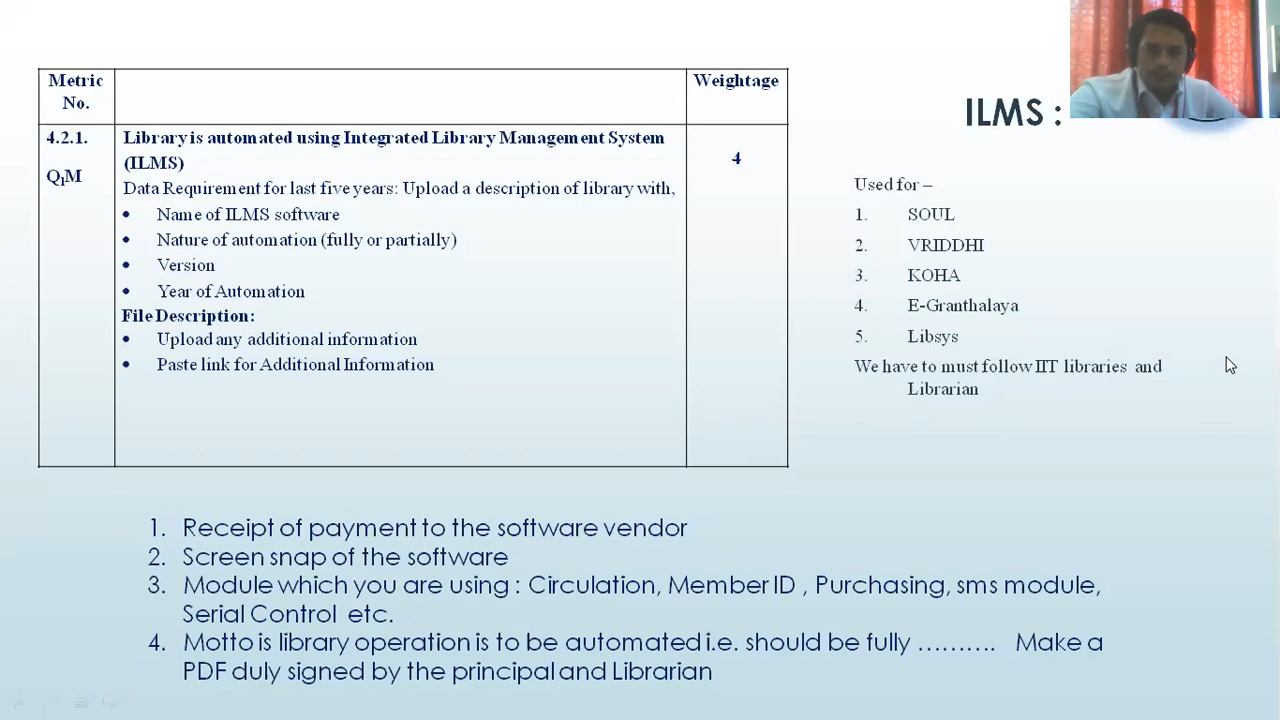 Metric
No.
Weightage
4.2.1.
QlM
Library is automated using Integrated Library Management System
(ILMS)
Data Requirement for last five years: Upload a description of library with,
• Name of ILMS software
• Nature of automation (fully or partially)
• Version
• Year of Automation
File Description:
• Upload any additional information
• Paste link for Additional Information
4
ILMS :
Used for –
1. SOUL
2. VRIDDHI
3. KOHA
4. E-Granthalaya
5. Libsys
We have to must follow IIT libraries and
Librarian
1. Receipt of payment to the software vendor
2. Screen snap of the software
3. Module which you are using : Circulation, Member ID , Purchasing, sms module,
Serial Control etc.
4. Motto is library operation is to be automated i.e. should be fully ………. Make a
PDF duly signed by the principal and Librarian